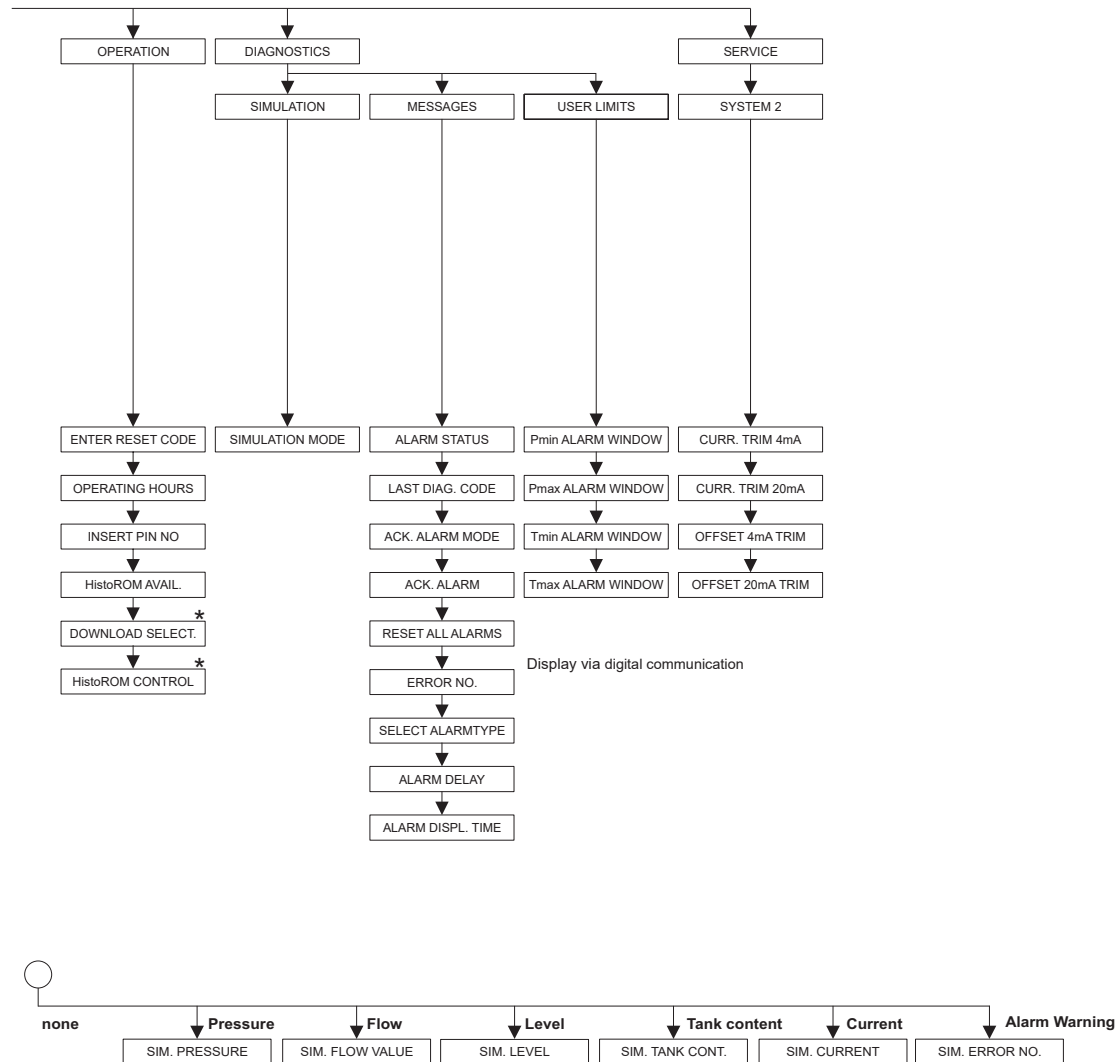 OPERATION
DIAGNOSTICS
SERVICE
SIMULATION
MESSAGES
USER LIMITS
SYSTEM 2
ENTER RESET CODE
OPERATING HOURS
INSERT PIN NO
HistoROM AVAIL.
*
DOWNLOAD SELECT.
*
HistoROM CONTROL
SIMULATION MODE
ALARM STATUS
LAST DIAG. CODE
ACK. ALARM MODE
ACK. ALARM
RESET ALL ALARMS
ERROR NO.
SELECT ALARMTYPE
ALARM DELAY
ALARM DISPL. TIME
Pmin ALARM WINDOW
Pmax ALARM WINDOW
Tmin ALARM WINDOW
Tmax ALARM WINDOW
Display via digital communication
CURR. TRIM 4mA
CURR. TRIM 20mA
OFFSET 4mA TRIM
OFFSET 20mA TRIM
none
Pressure
Flow
Level
Tank content
Current
Alarm Warning
SIM. PRESSURE
SIM. FLOW VALUE
SIM. LEVEL
SIM. TANK CONT.
SIM. CURRENT
SIM. ERROR NO.